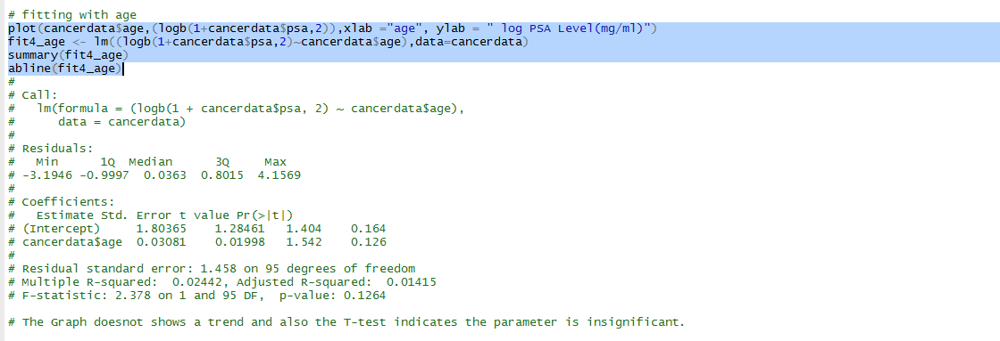 # fitting with age
plot(cancerdata$age,(logb(1+cancerdata$psa,2)),xlab ="age", ylab = " log PSA Level(mg/ml)")
fit4_age <- lm((logb(1+cancerdata$psa,2)~cancerdata$age),data=cancerdata)
summary(fit4_age)
abline(fit4_age)
#
# Call:
#   lm(formula = (logb(1 + cancerdata$psa, 2) ~ cancerdata$age),
#      data = cancerdata)
#
# Residuals:
#   Min      1Q  Median      3Q     Max
# -3.1946 -0.9997  0.0363  0.8015  4.1569
#
# Coefficients:
#   Estimate Std. Error t value Pr(>|t|)
# (Intercept)     1.80365    1.28461   1.404    0.164
# cancerdata$age  0.03081    0.01998   1.542    0.126
#
# Residual standard error: 1.458 on 95 degrees of freedom
# Multiple R-squared:  0.02442, Adjusted R-squared:  0.01415
# F-statistic: 2.378 on 1 and 95 DF,  p-value: 0.1264
# The Graph doesnot shows a trend and also the T-test indicates the parameter is insignificant.